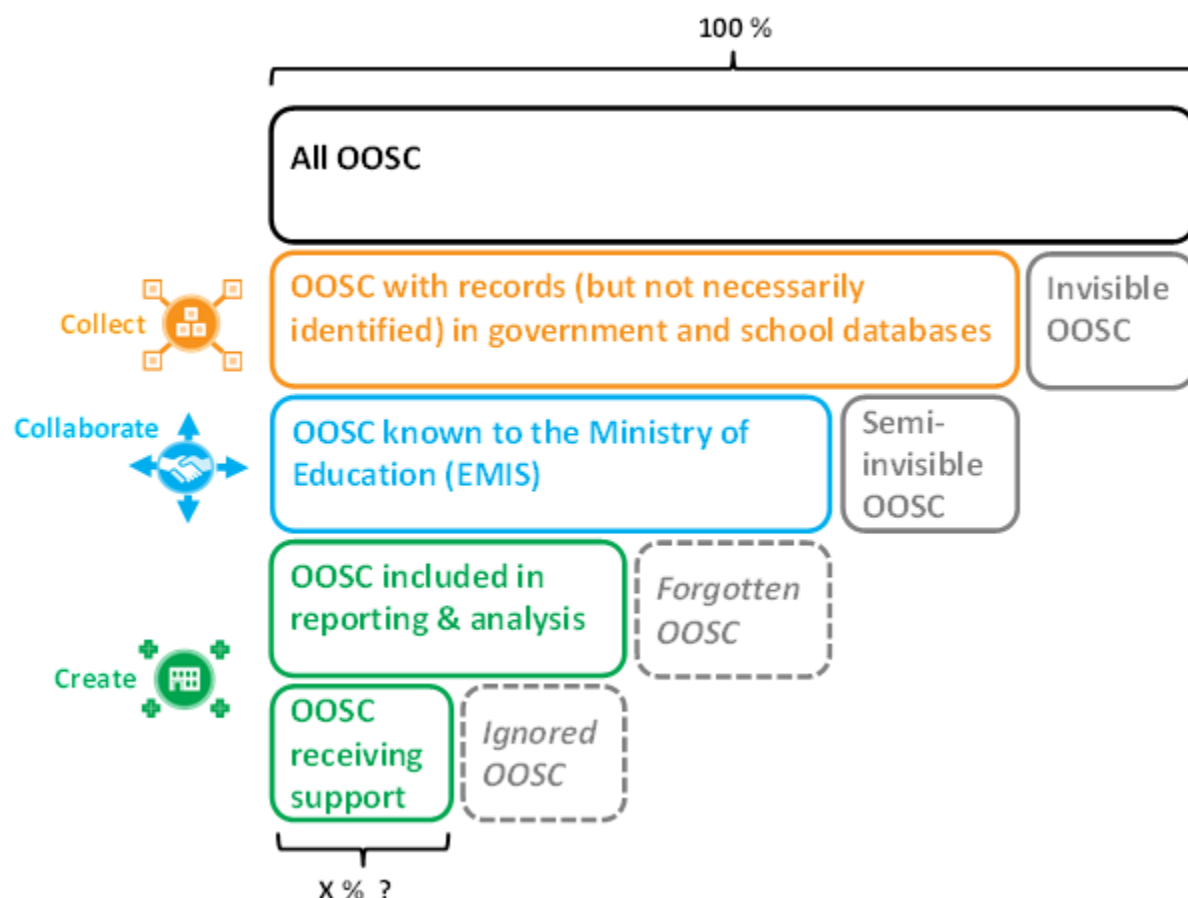 100 %
All OOSC
Collect
OOSC with records (but not necessarily
identified) in government and school databases
Invisible
OOSC
Collaborate
OOSC known to the Ministry of
Education (EMIS)
Semi-
invisible
OOSC
Create
OOSC included in
reporting & analysis
Forgotten
OOSC
OOSC
receiving
support
Ignored
OOSC
X % ?